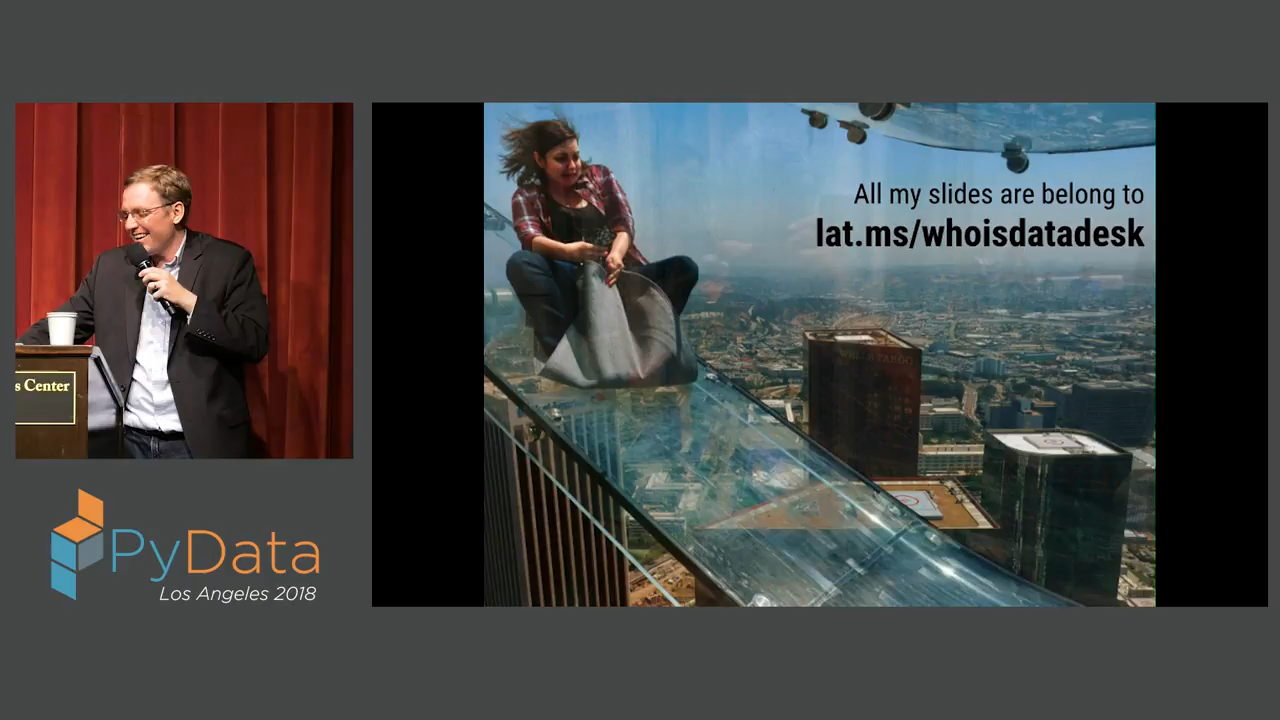 s Center
PyData
Los Angeles 2018
All my slides are belong to
lat.ms/whoisdatadesk